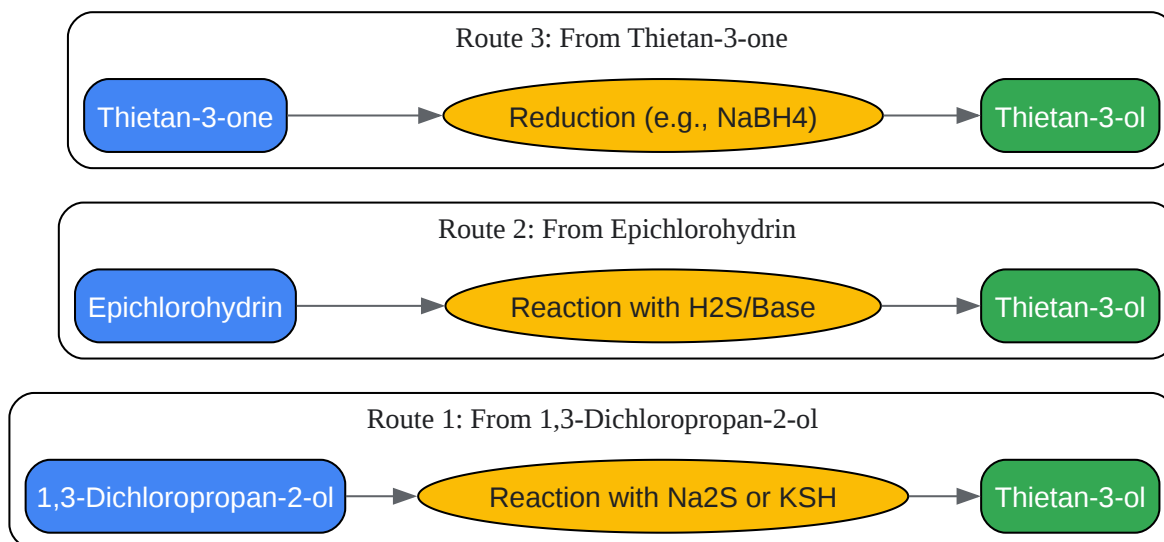 Route 3: From Thietan-3-one
Thietan-3-one
Reduction (e.g., NaBH4)
Thietan-3-ol
Route 2: From Epichlorohydrin
Epichlorohydrin
Reaction with H2S/Base
Thietan-3-ol
Route 1: From 1,3-Dichloropropan-2-ol
1,3-Dichloropropan-2-ol
Reaction with Na2S or KSH
Thietan-3-ol